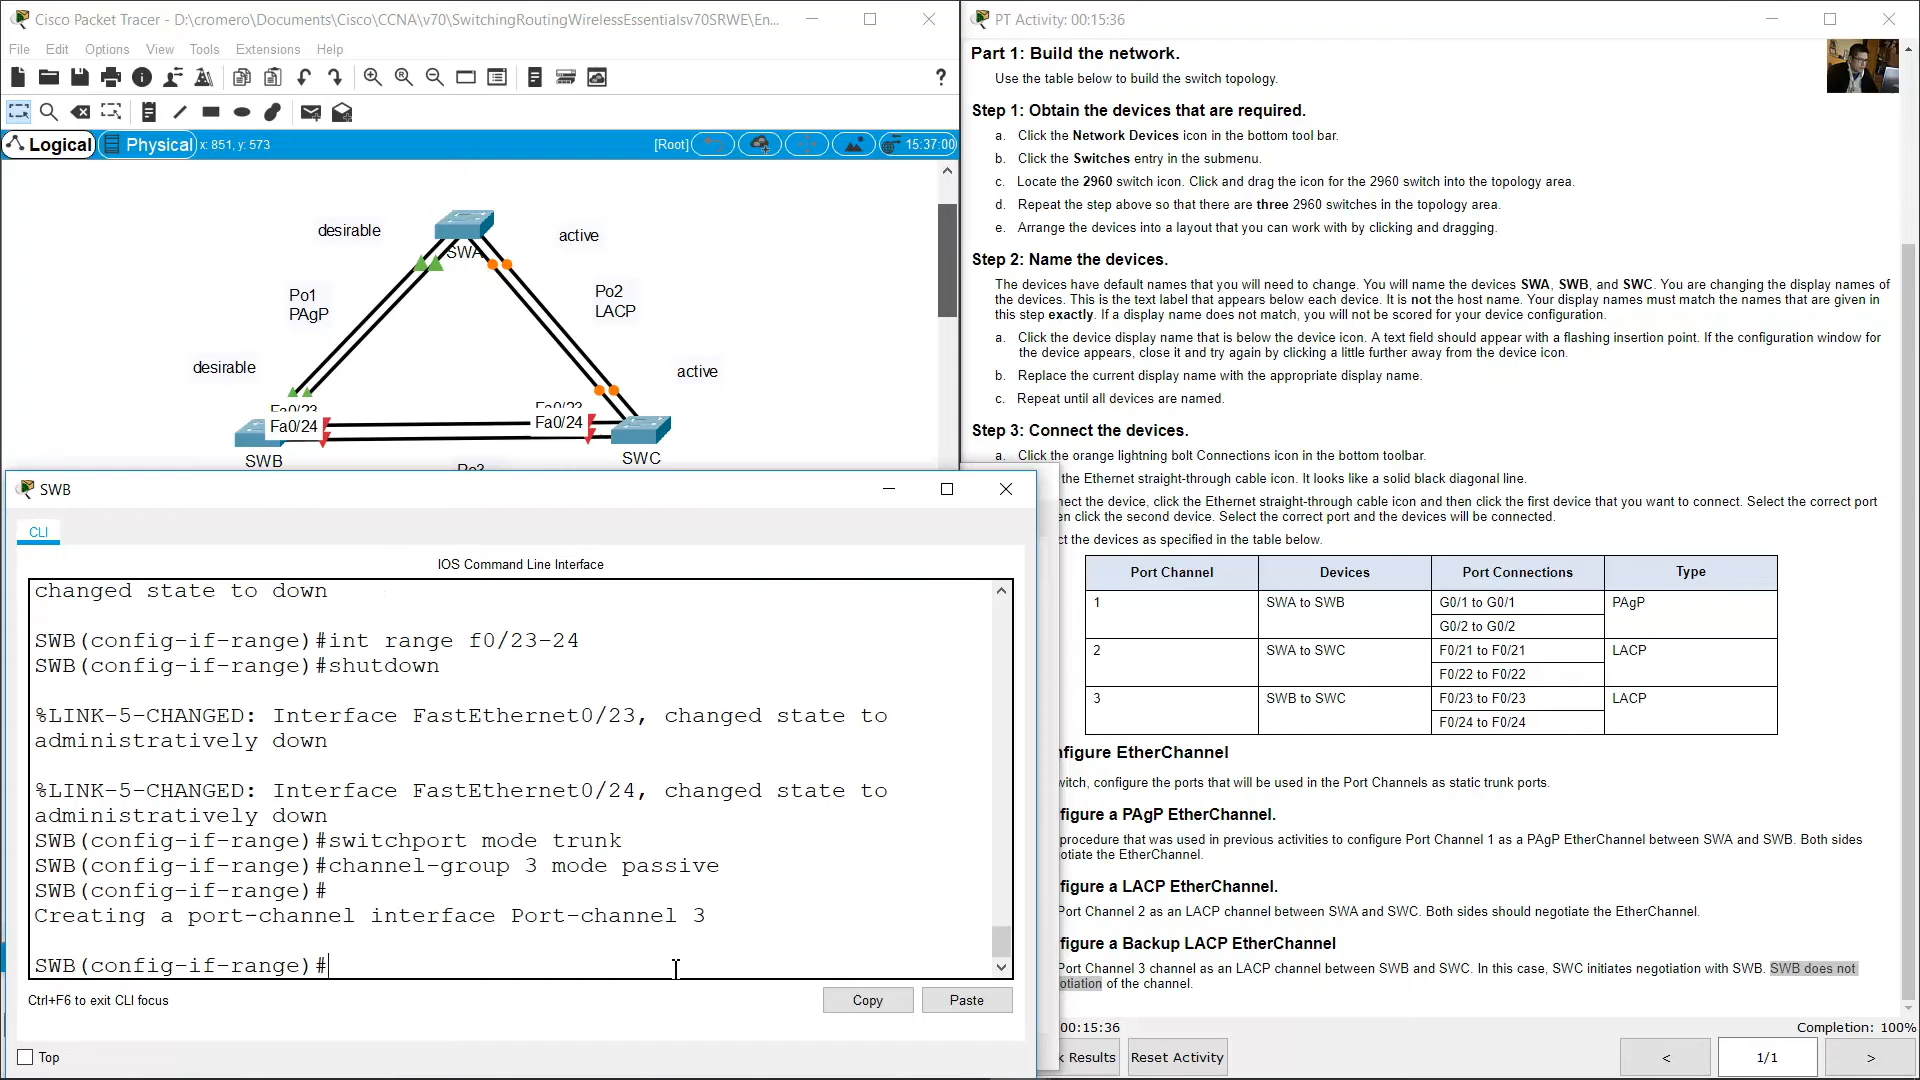 Cisco Packet Tracer - D:\cromero\Documents\Cisco\CCNA\v70\SwitchingRoutingWirelessEssentialsv70SRWE\En...
File Edit Options View Tools Extensions Help
?
Logical Physical x: 851, y: 573 [Root] 15:37:00
desirable
active
SWA
Po1
PAgP
Po2
LACP
desirable
active
Fa0/23
Fa0/24
Fa0/23
Fa0/24
SWB
SWC
Po3
SWB
CLI
IOS Command Line Interface
changed state to down
SWB(config-if-range)#int range f0/23-24
SWB(config-if-range)#shutdown
%LINK-5-CHANGED: Interface FastEthernet0/23, changed state to
administratively down
%LINK-5-CHANGED: Interface FastEthernet0/24, changed state to
administratively down
SWB(config-if-range)#switchport mode trunk
SWB(config-if-range)#channel-group 3 mode passive
SWB(config-if-range)#
Creating a port-channel interface Port-channel 3
SWB(config-if-range)#
Ctrl+F6 to exit CLI focus
Copy
Paste
Top
PT Activity: 00:15:36
Part 1: Build the network.
Use the table below to build the switch topology.
Step 1: Obtain the devices that are required.
a. Click the Network Devices icon in the bottom tool bar.
b. Click the Switches entry in the submenu.
c. Locate the 2960 switch icon. Click and drag the icon for the 2960 switch into the topology area.
d. Repeat the step above so that there are three 2960 switches in the topology area.
e. Arrange the devices into a layout that you can work with by clicking and dragging.
Step 2: Name the devices.
The devices have default names that you will need to change. You will name the devices SWA, SWB, and SWC. You are changing the display names of
the devices. This is the text label that appears below each device. It is not the host name. Your display names must match the names that are given in
this step exactly. If a display name does not match, you will not be scored for your device configuration.
a. Click the device display name that is below the device icon. A text field should appear with a flashing insertion point. If the configuration window for
the device appears, close it and try again by clicking a little further away from the device icon.
b. Replace the current display name with the appropriate display name.
c. Repeat until all devices are named.
Step 3: Connect the devices.
a. Click the orange lightning bolt Connections icon in the bottom toolbar.
the Ethernet straight-through cable icon. It looks like a solid black diagonal line.
nect the device, click the Ethernet straight-through cable icon and then click the first device that you want to connect. Select the correct port
en click the second device. Select the correct port and the devices will be connected.
ct the devices as specified in the table below.
Port Channel Devices Port Connections Type
1 SWA to SWB G0/1 to G0/1 PAgP
G0/2 to G0/2
2 SWA to SWC F0/21 to F0/21 LACP
F0/22 to F0/22
3 SWB to SWC F0/23 to F0/23 LACP
F0/24 to F0/24
nfigure EtherChannel
witch, configure the ports that will be used in the Port Channels as static trunk ports.
figure a PAgP EtherChannel.
procedure that was used in previous activities to configure Port Channel 1 as a PAgP EtherChannel between SWA and SWB. Both sides
otiate the EtherChannel.
figure a LACP EtherChannel.
Port Channel 2 as an LACP channel between SWA and SWC. Both sides should negotiate the EtherChannel.
figure a Backup LACP EtherChannel
Port Channel 3 channel as an LACP channel between SWB and SWC. In this case, SWC initiates negotiation with SWB. SWB does not
otiation of the channel.
00:15:36
Completion: 100%
k Results
Reset Activity
<
1/1
>